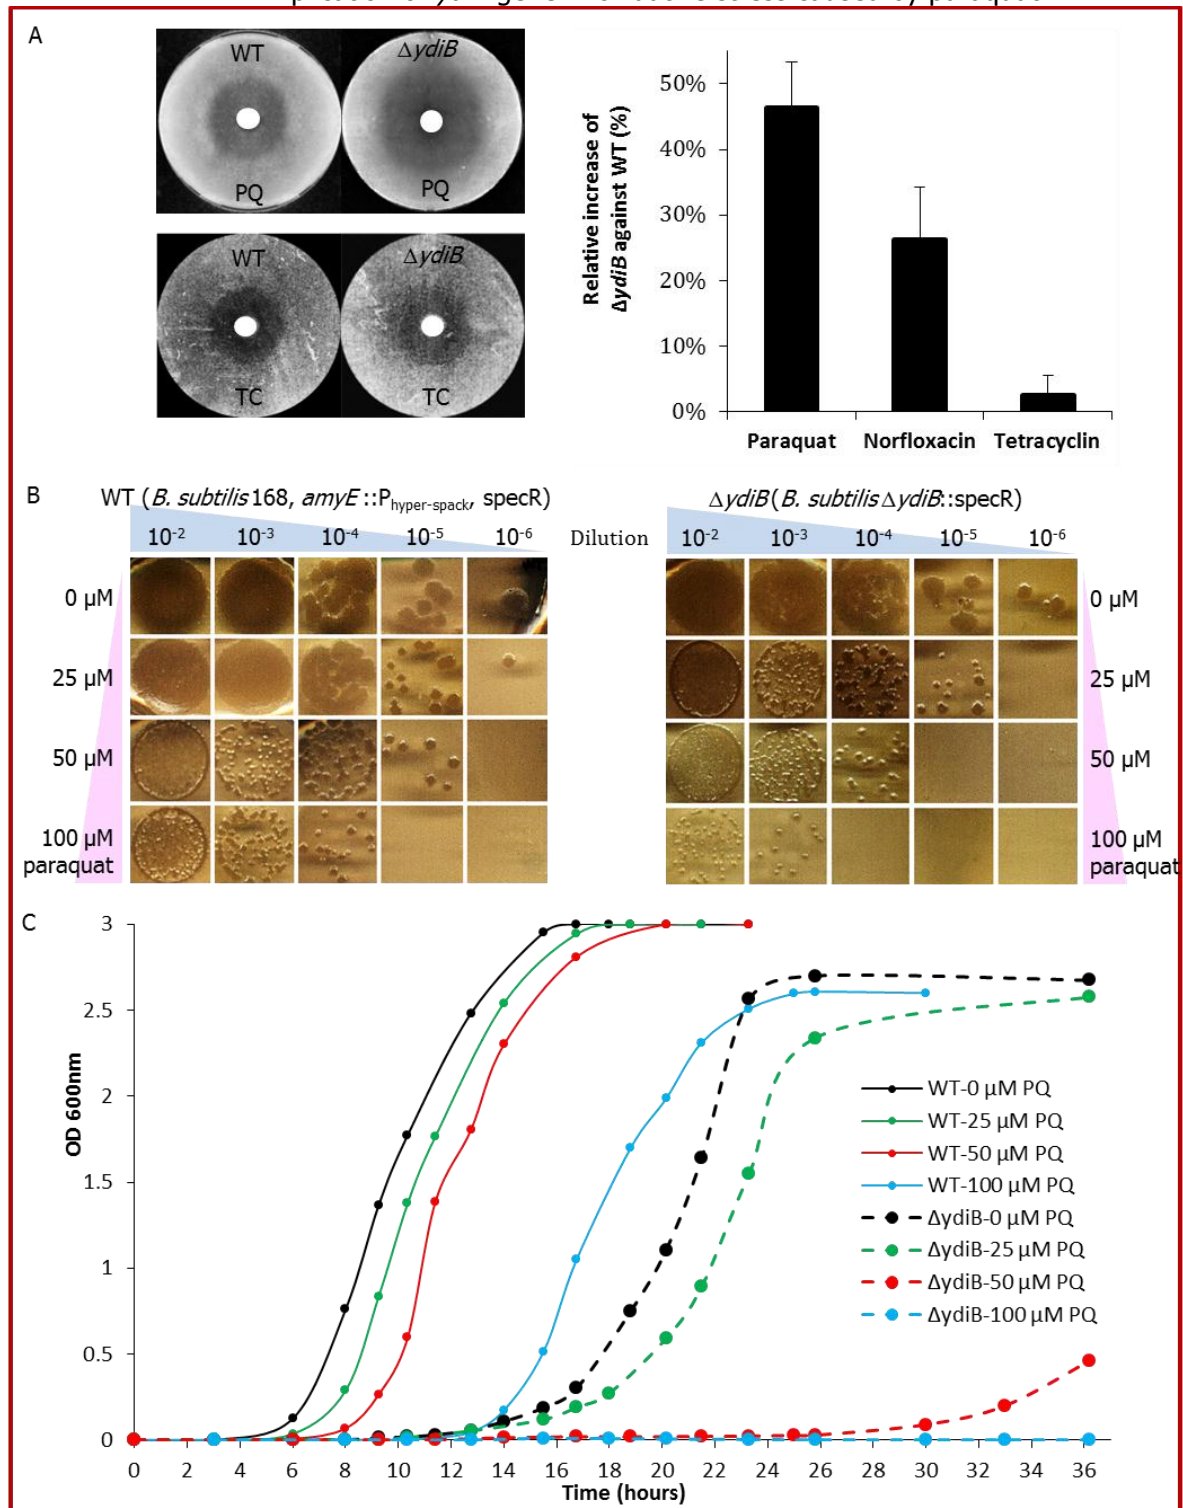 A
WT
ΔydiB
PQ
PQ
WT
ΔydiB
TC
TC
Relative increase of
ΔydiB against WT (%)
50%
40%
30%
20%
10%
0%
Paraquat Norfloxacin Tetracyclin
B
WT (B. subtilis 168, amyE::Phyper-spack, specR)
ΔydiB (B. subtilis ΔydiB::specR)
10-2 10-3 10-4 10-5 10-6
Dilution
10-2 10-3 10-4 10-5 10-6
0 µM
0 µM
25 µM
25 µM
50 µM
50 µM
100 µM
paraquat
100 µM
paraquat
C
OD 600nm
3
2.5
2
1.5
1
0.5
0
WT-0 µM PQ
WT-25 µM PQ
WT-50 µM PQ
WT-100 µM PQ
ΔydiB-0 µM PQ
ΔydiB-25 µM PQ
ΔydiB-50 µM PQ
ΔydiB-100 µM PQ
0 2 4 6 8 10 12 14 16 18 20 22 24 26 28 30 32 34 36
Time (hours)